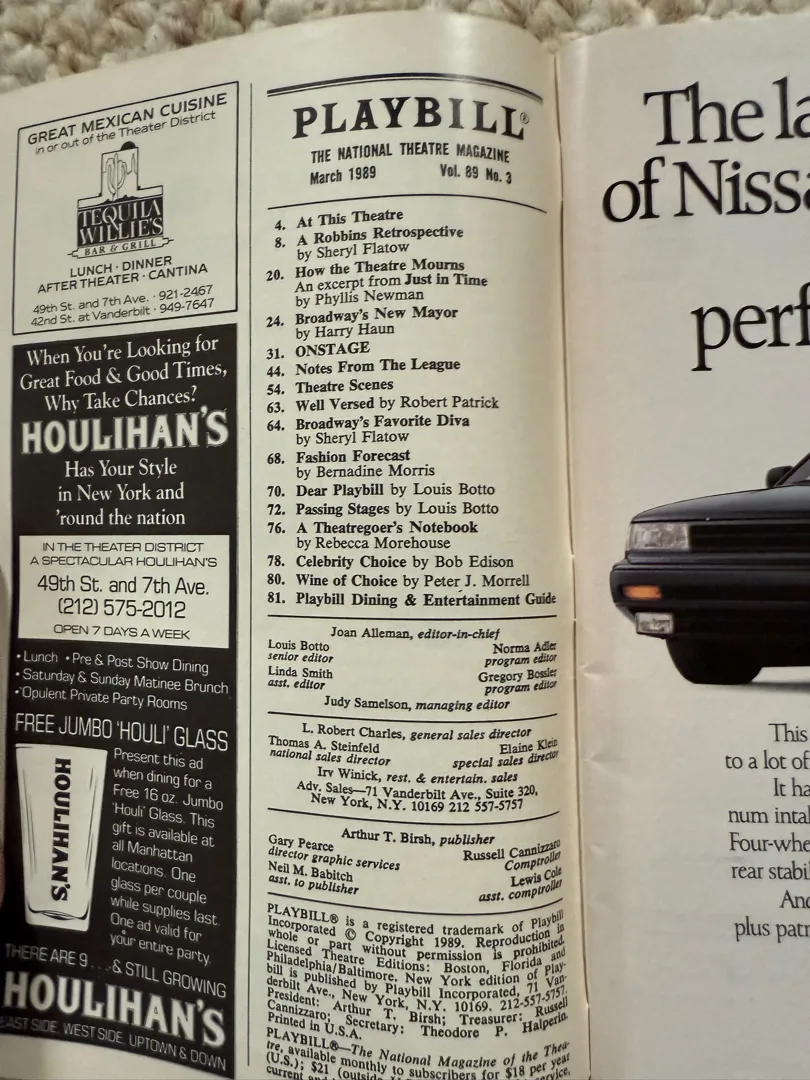 GREAT MEXICAN CUISINE
in or out of the Theater District
TEQUILA
WILLIE'S
BAR & GRILL
LUNCH · DINNER
AFTER THEATER · CANTINA
49th St. and 7th Ave. · 921-2467
42nd St. at Vanderbilt · 949-7647
When You're Looking for
Great Food & Good Times,
Why Take Chances?
HOULIHAN'S
Has Your Style
in New York and
'round the nation
IN THE THEATER DISTRICT
A SPECTACULAR HOULIHAN'S
49th St. and 7th Ave.
(212) 575-2012
OPEN 7 DAYS A WEEK
• Lunch • Pre & Post Show Dining
• Saturday & Sunday Matinee Brunch
• Opulent Private Party Rooms
FREE JUMBO 'HOULI' GLASS
HOULIHAN'S
Present this ad
when dining for a
Free 16 oz. Jumbo
'Houli' Glass. This
gift is available at
all Manhattan
locations. One
glass per couple
while supplies last.
One ad valid for
your entire party.
THERE ARE 9 . . . & STILL GROWING
HOULIHAN'S
EAST SIDE, WEST SIDE, UPTOWN & DOWN
PLAYBILL®
THE NATIONAL THEATRE MAGAZINE
March 1989 Vol. 89 No. 3
4. At This Theatre
8. A Robbins Retrospective
by Sheryl Flatow
20. How the Theatre Mourns
An excerpt from Just in Time
by Phyllis Newman
24. Broadway's New Mayor
by Harry Haun
31. ONSTAGE
44. Notes From The League
54. Theatre Scenes
63. Well Versed by Robert Patrick
64. Broadway's Favorite Diva
by Sheryl Flatow
68. Fashion Forecast
by Bernadine Morris
70. Dear Playbill by Louis Botto
72. Passing Stages by Louis Botto
76. A Theatregoer's Notebook
by Rebecca Morehouse
78. Celebrity Choice by Bob Edison
80. Wine of Choice by Peter J. Morrell
81. Playbill Dining & Entertainment Guide
Joan Alleman, editor-in-chief
Louis Botto Norma Adler
senior editor program editor
Linda Smith Gregory Bossler
asst. editor program editor
Judy Samelson, managing editor
L. Robert Charles, general sales director
Thomas A. Steinfeld Elaine Klein
national sales director special sales director
Irv Winick, rest. & entertain. sales
Adv. Sales—71 Vanderbilt Ave., Suite 320,
New York, N.Y. 10169 212 557-5757
Arthur T. Birsh, publisher
Gary Pearce Russell Cannizzaro
director graphic services Comptroller
Neil M. Babitch Lewis Cole
asst. to publisher asst. comptroller
PLAYBILL® is a registered trademark of Playbill
Incorporated © Copyright 1989. Reproduction in
whole or part without permission is prohibited.
Licensed Theatre Editions: Boston, Florida and
Philadelphia/Baltimore. New York edition of Play-
bill is published by Playbill Incorporated, 71 Van-
derbilt Ave., New York, N.Y. 10169. 212-557-5757.
President: Arthur T. Birsh; Treasurer: Russell
Cannizzaro; Secretary: Theodore P. Halperin.
Printed in U.S.A.
PLAYBILL®—The National Magazine of the Thea-
tre, available monthly to subscribers for $18 per year
(U.S.); $21 (outside
current and
The la
of Nissa
perf
This
to a lot of
It ha
num intak
Four-whe
rear stabil
And
plus patr